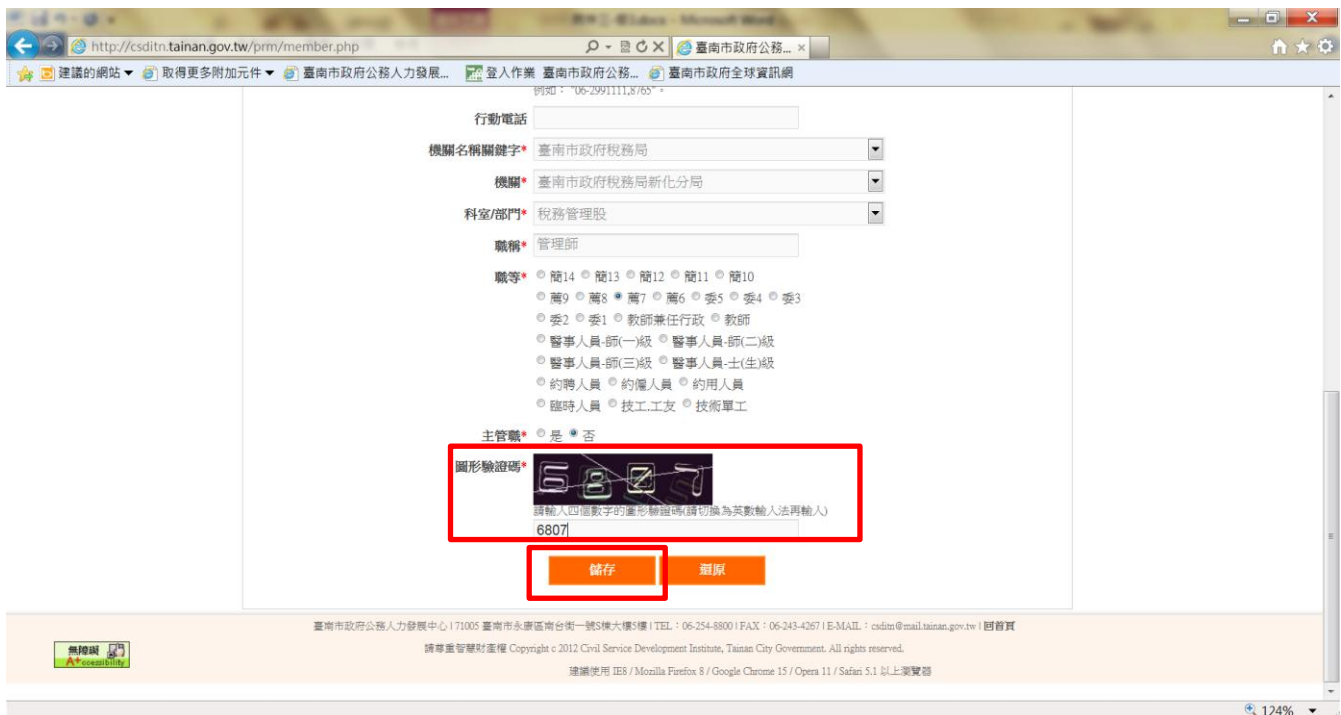 http://csditn.tainan.gov.tw/prm/member.php
臺南市政府公務...
建議的網站 取得更多附加元件 臺南市政府公務人力發展... 登入作業 臺南市政府公務... 臺南市政府全球資訊網
例如： "06-2991111,8765"。
行動電話
機關名稱關鍵字* 臺南市政府稅務局
機關* 臺南市政府稅務局新化分局
科室/部門* 稅務管理股
職稱* 管理師
職等* 簡14 簡13 簡12 簡11 簡10
薦9 薦8 薦7 薦6 委5 委4 委3
委2 委1 教師兼任行政 教師
醫事人員-師(一)級 醫事人員-師(二)級
醫事人員-師(三)級 醫事人員-士(生)級
約聘人員 約僱人員 約用人員
臨時人員 技工.工友 技術單工
主管職* 是 否
圖形驗證碼* 6807
請輸入四個數字的圖形驗證碼(請切換為英數輸入法再輸入)
6807
儲存 還原
臺南市政府公務人力發展中心 | 71005 臺南市永康區南台街一號S棟大樓5樓 | TEL：06-254-8800 | FAX：06-243-4267 | E-MAIL：csditn@mail.tainan.gov.tw | 回首頁
無障礙
A+ccessibility
請尊重智慧財產權 Copyright c 2012 Civil Service Development Institute, Tainan City Government. All rights reserved.
建議使用 IE8 / Mozilla Firefox 8 / Google Chrome 15 / Opera 11 / Safari 5.1 以上瀏覽器
124%